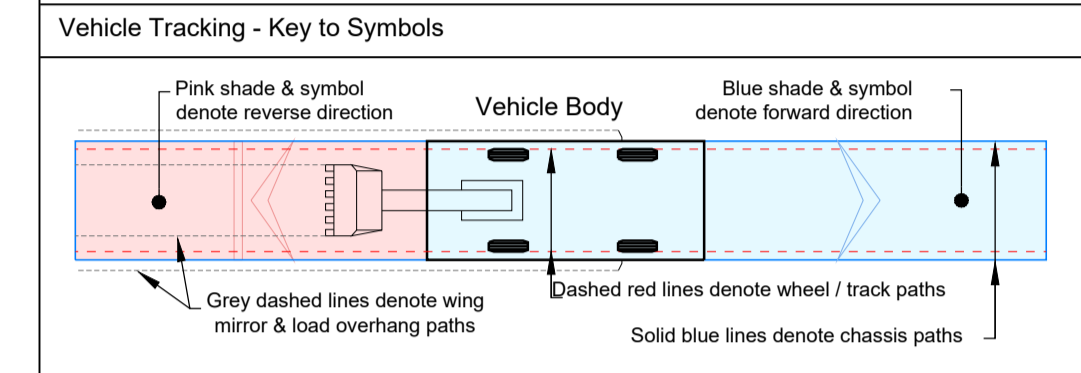 Vehicle Tracking - Key to Symbols
Pink shade & symbol
denote reverse direction
Vehicle Body
Blue shade & symbol
denote forward direction
Grey dashed lines denote wing
mirror & load overhang paths
Dashed red lines denote wheel / track paths
Solid blue lines denote chassis paths